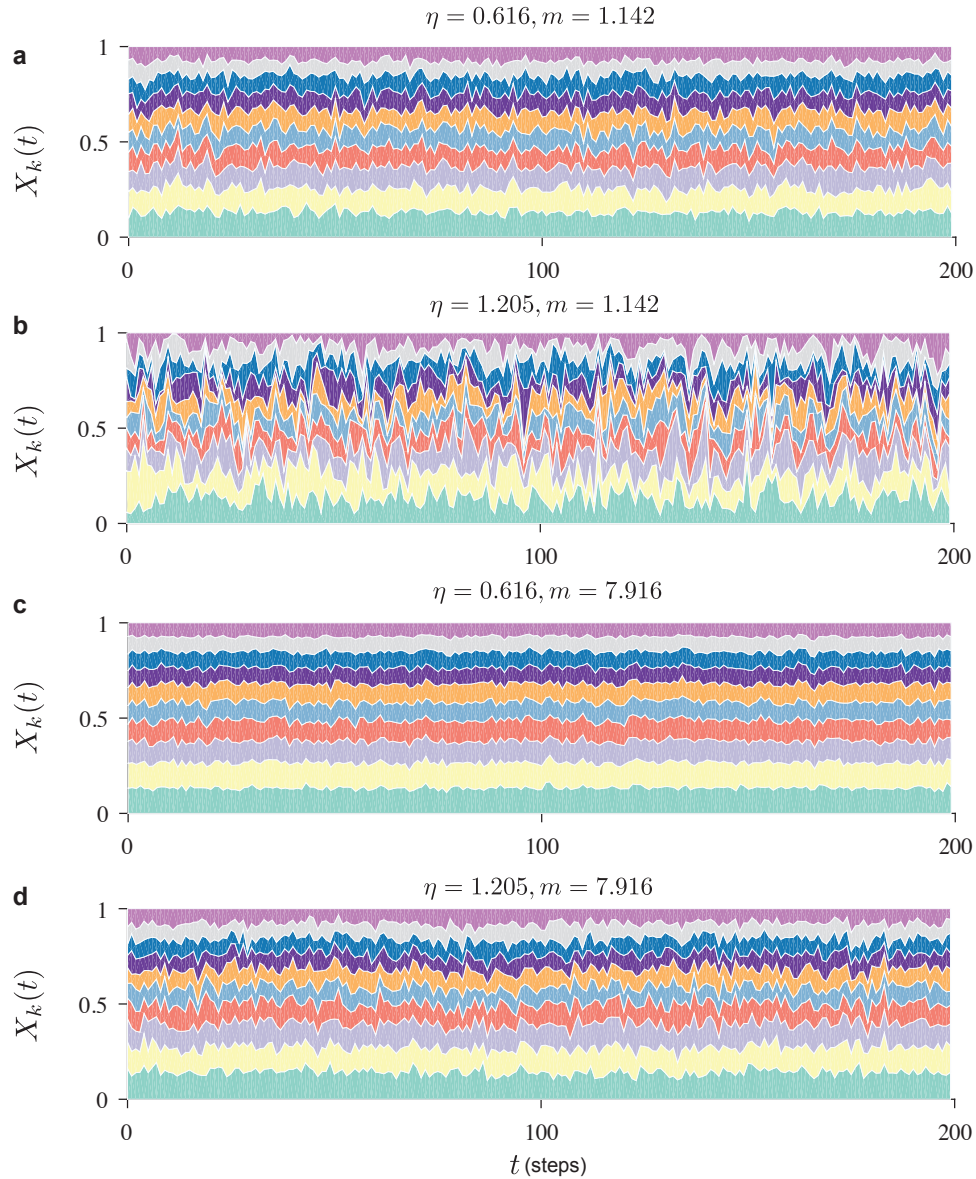 η = 0.616, m = 1.142
a
1
0.5
0
X_k(t)
0 100 200
η = 1.205, m = 1.142
b
1
0.5
0
X_k(t)
0 100 200
η = 0.616, m = 7.916
c
1
0.5
0
X_k(t)
0 100 200
η = 1.205, m = 7.916
d
1
0.5
0
X_k(t)
0 100 200
t (steps)